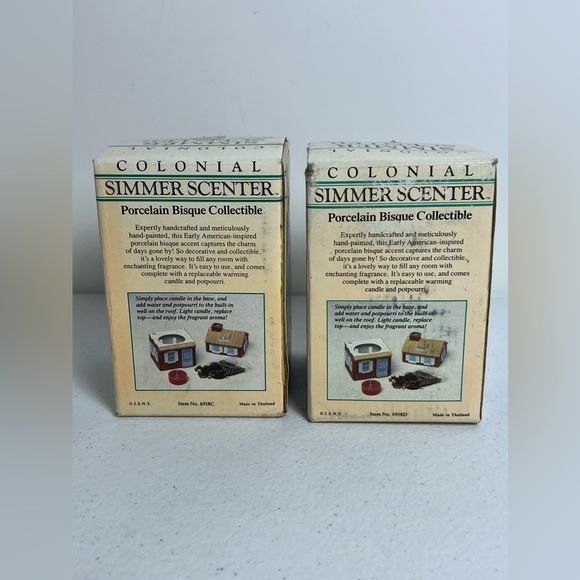 COLONIAL
SIMMER SCENTER™
Porcelain Bisque Collectible
Expertly handcrafted and meticulously
hand-painted, this Early American-inspired
porcelain bisque accent captures the charm
of days gone by! So decorative and collectible,
it's a lovely way to fill any room with
enchanting fragrance. It's easy to use, and comes
complete with a replaceable warming
candle and potpourri.
Simply place candle in the base, and
add water and potpourri to the built-in
well on the roof. Light candle, replace
top—and enjoy the fragrant aroma!
© J.S.N.Y.
Item No. 6918C
Made in Thailand
COLONIAL
SIMMER SCENTER™
Porcelain Bisque Collectible
Expertly handcrafted and meticulously
hand-painted, this Early American-inspired
porcelain bisque accent captures the charm
of days gone by! So decorative and collectible,
it's a lovely way to fill any room with
enchanting fragrance. It's easy to use, and comes
complete with a replaceable warming
candle and potpourri.
Simply place candle in the base, and
add water and potpourri to the built-in
well on the roof. Light candle, replace
top—and enjoy the fragrant aroma!
© J.S.N.Y.
Item No. 6918D
Made in Thailand